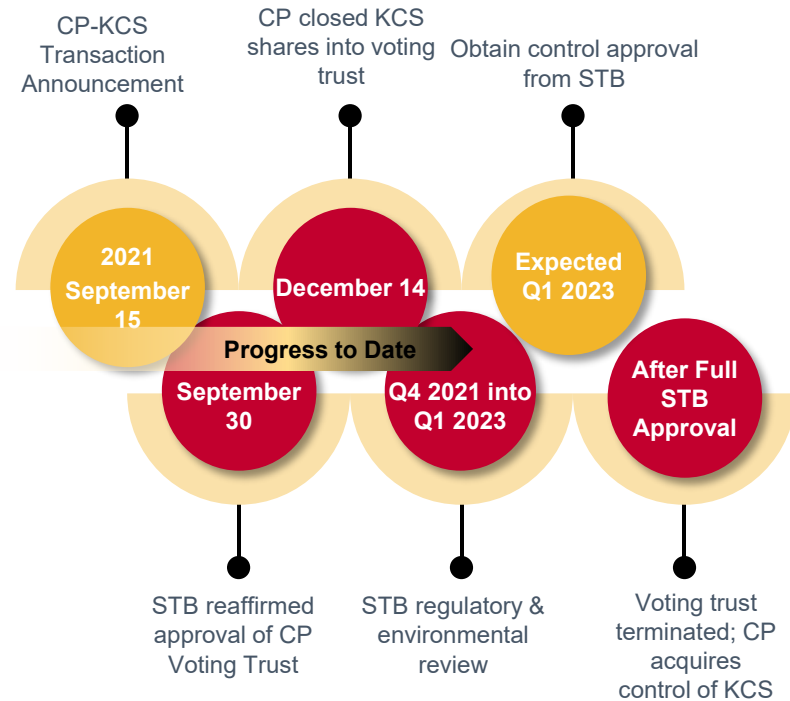 CP-KCS
Transaction
Announcement
CP closed KCS
shares into voting
trust
Obtain control approval
from STB
2021
September
15
December 14
Expected
Q1 2023
Progress to Date
September
30
Q4 2021 into
Q1 2023
After Full
STB
Approval
STB reaffirmed
approval of CP
Voting Trust
STB regulatory &
environmental
review
Voting trust
terminated; CP
acquires
control of KCS